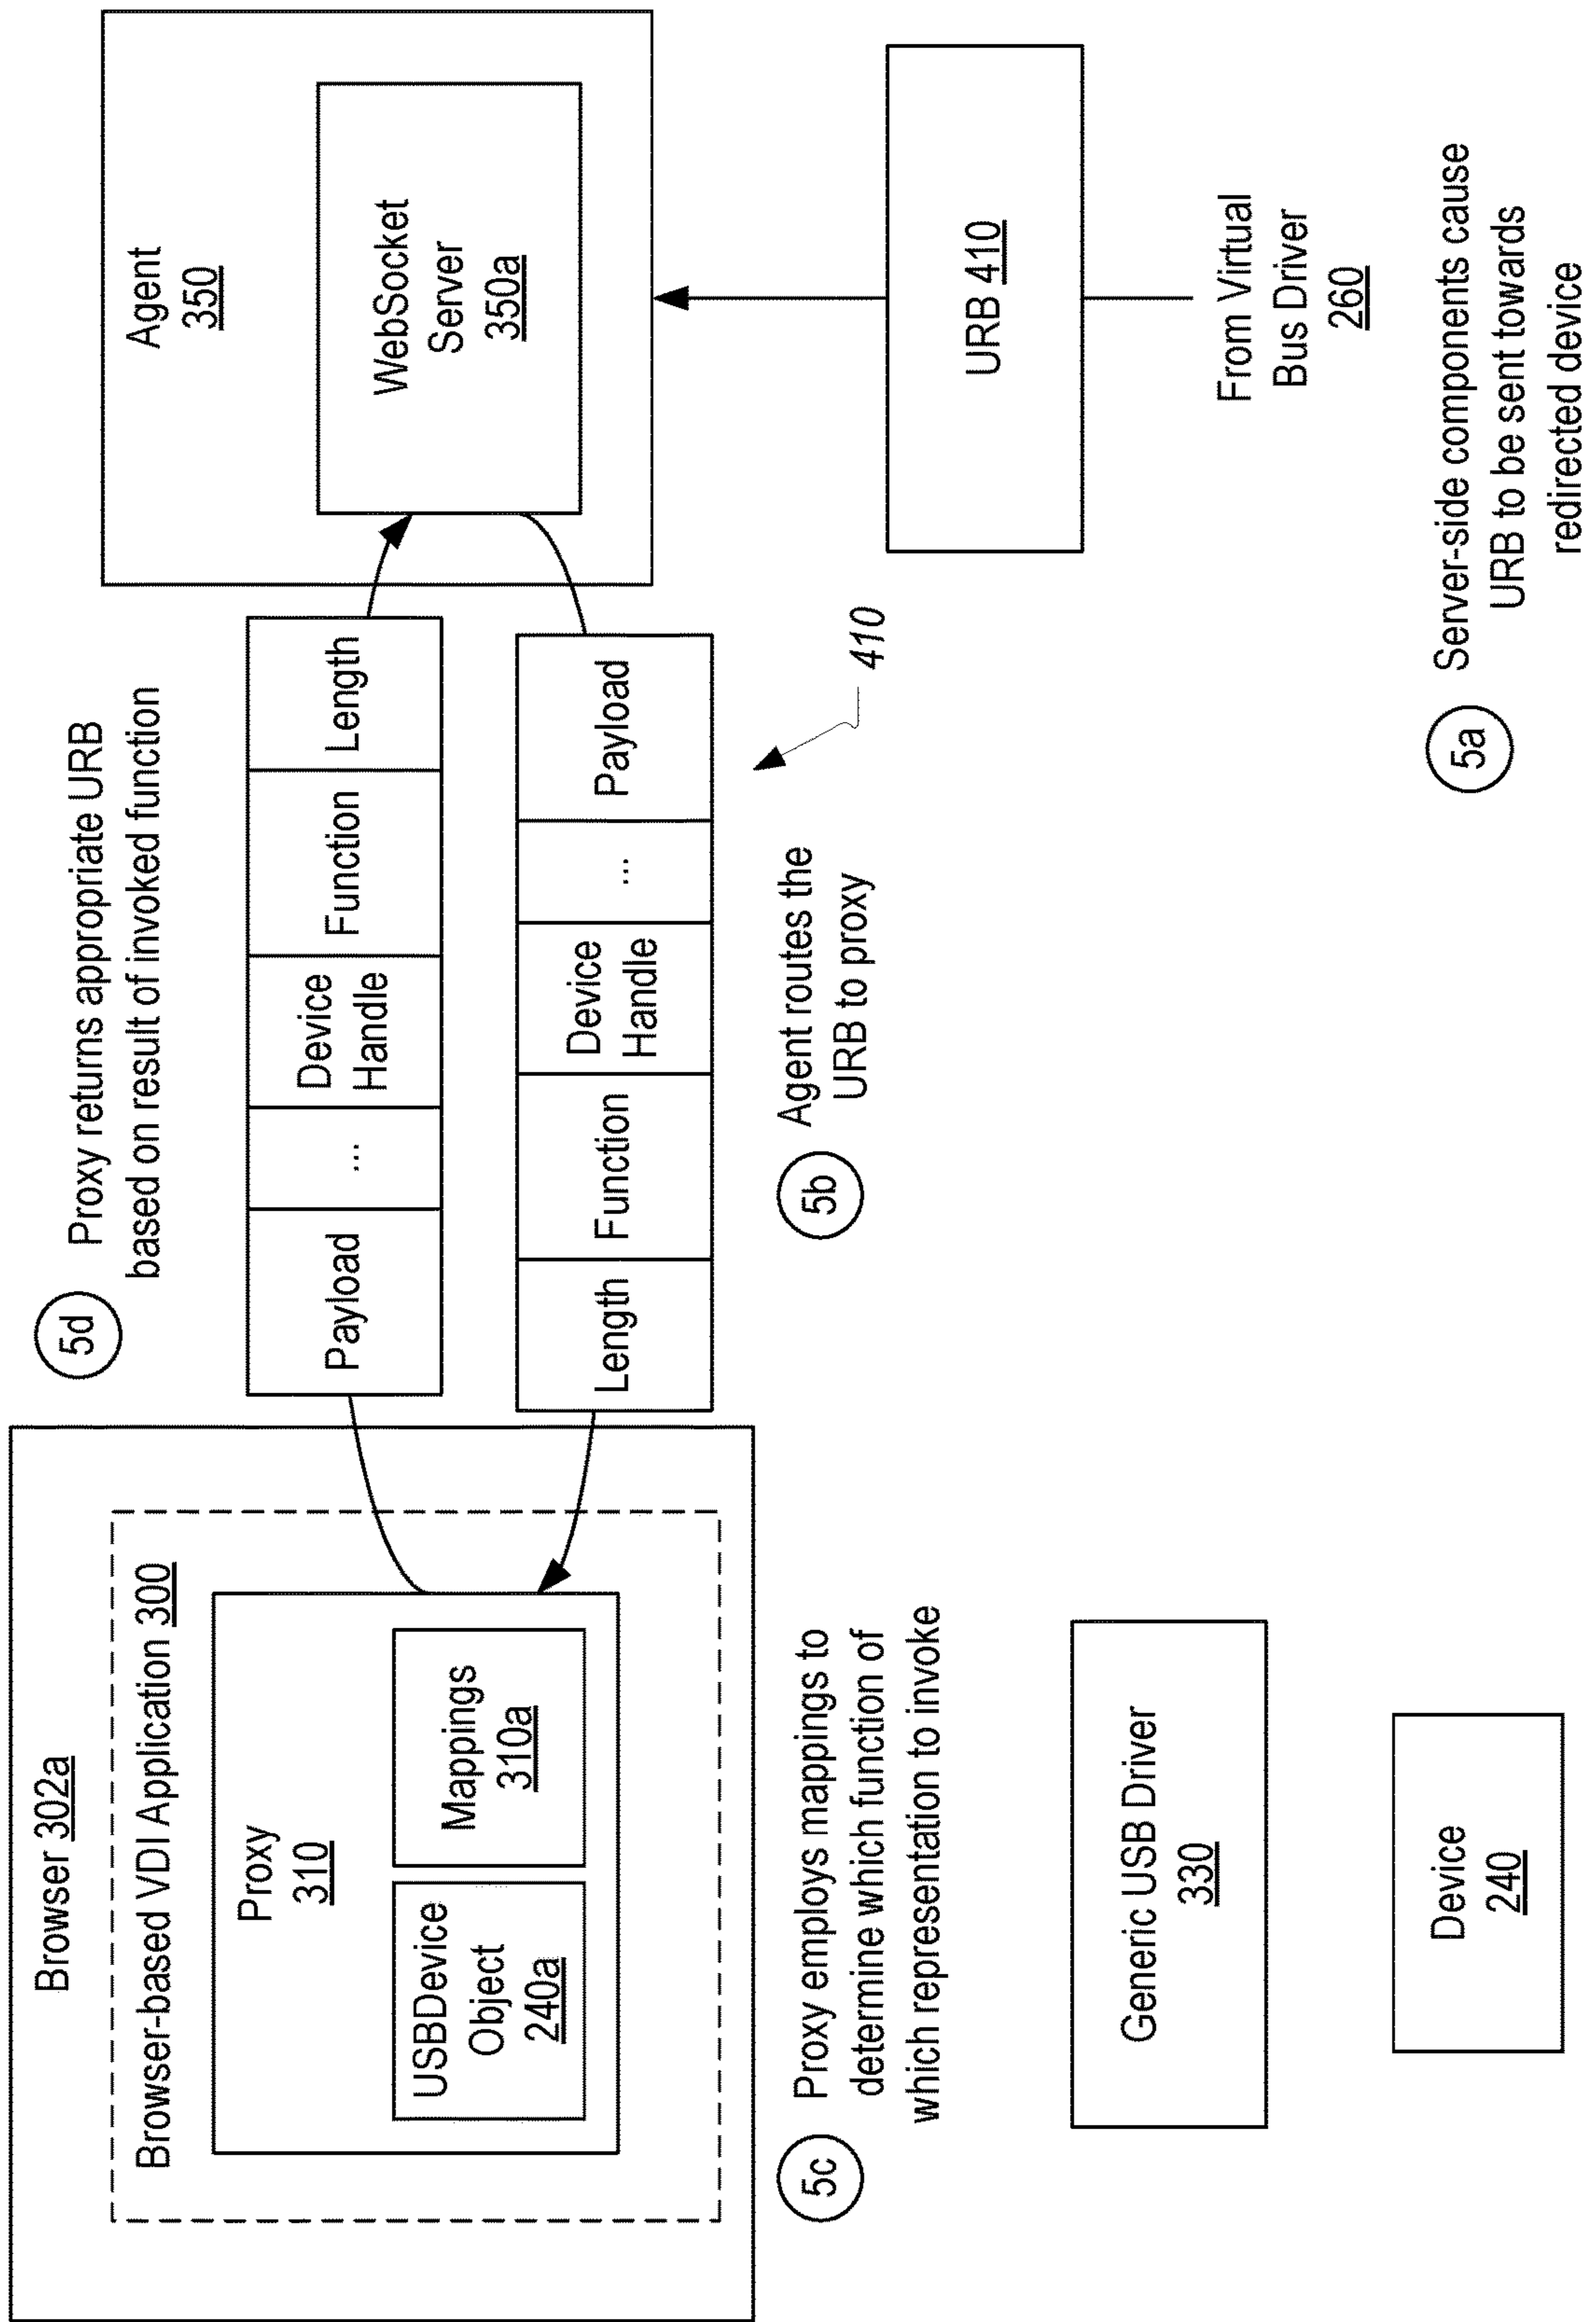 Browser 302a
Browser-based VDI Application 300
Proxy
310
USBDevice
Object
240a
Mappings
310a
5d
Proxy returns appropriate URB
based on result of invoked function
Payload
...
Device
Handle
Function
Length
Length
Function
Device
Handle
...
Payload
410
5b
Agent routes the
URB to proxy
Agent
350
WebSocket
Server
350a
URB 410
From Virtual
Bus Driver
260
5a
Server-side components cause
URB to be sent towards
redirected device
5c
Proxy employs mappings to
determine which function of
which representation to invoke
Generic USB Driver
330
Device
240